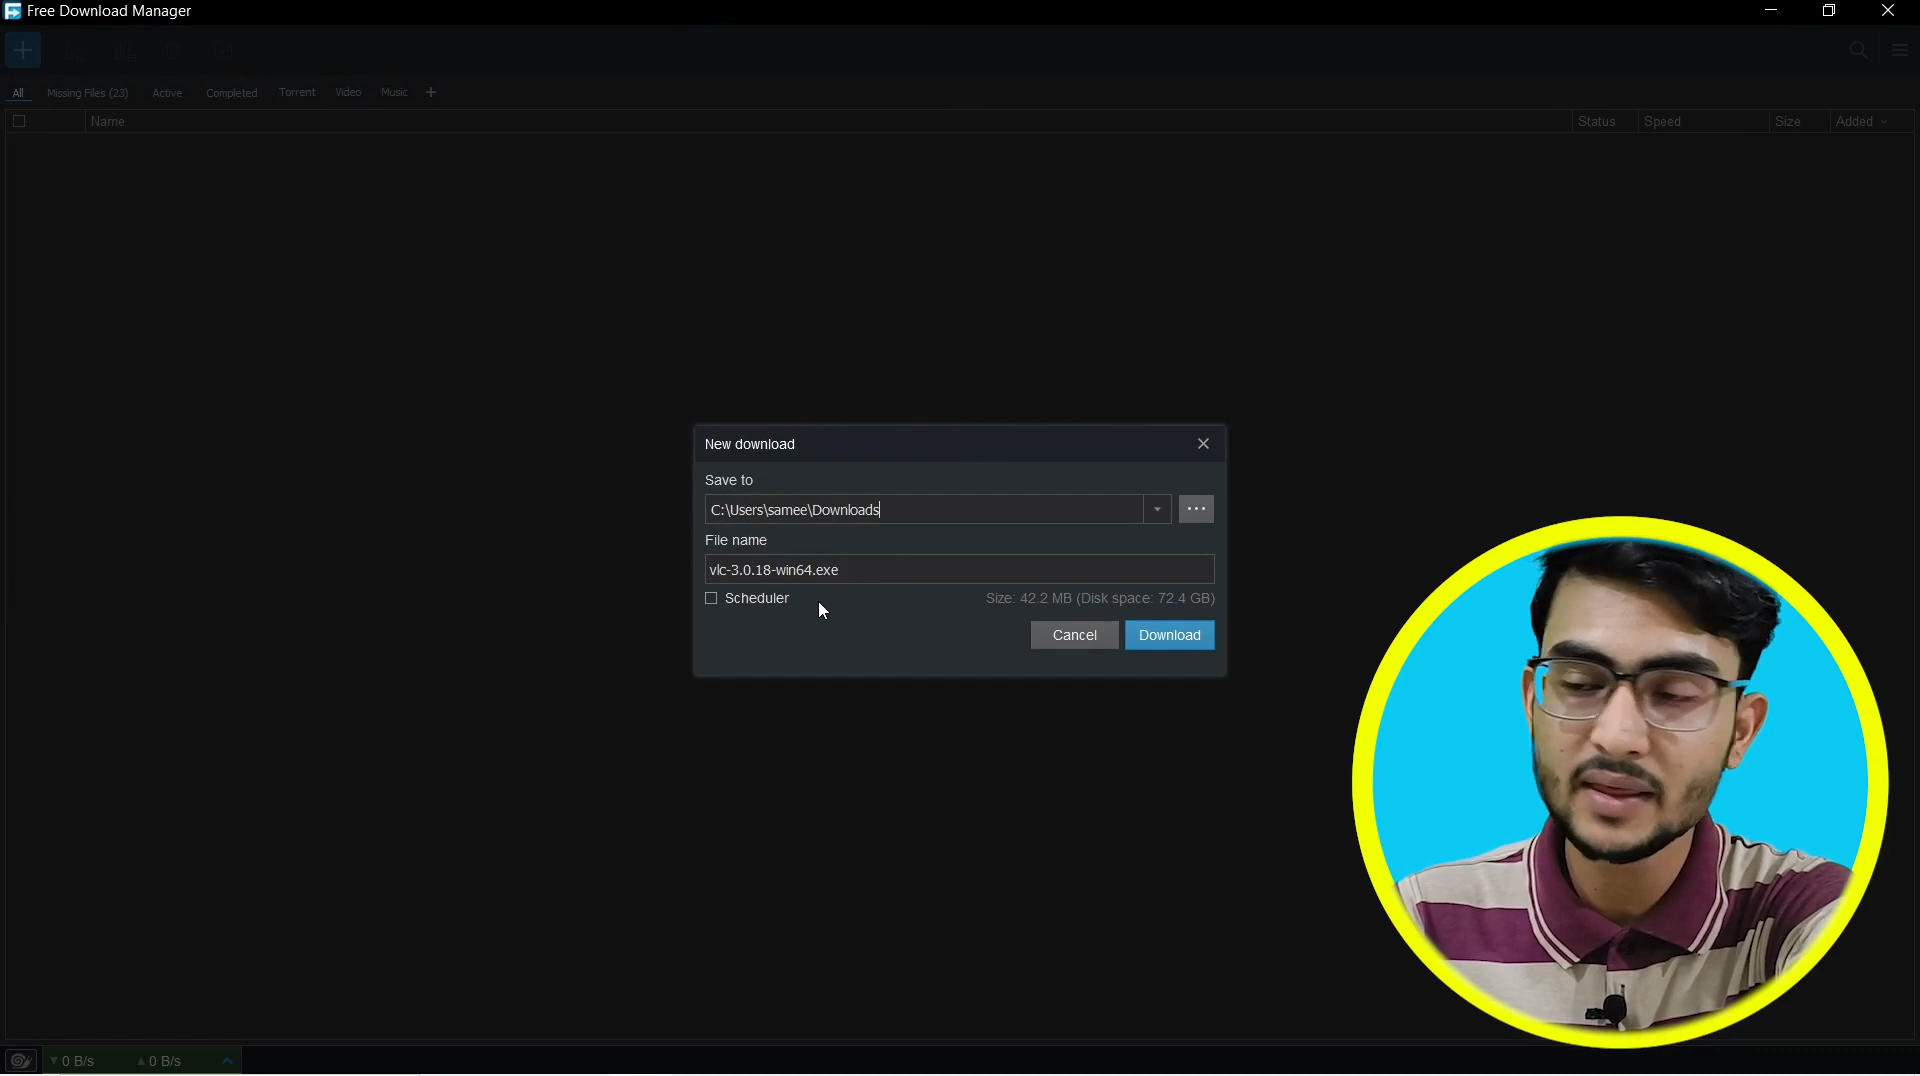 Free Download Manager
All Missing Files (23) Active Completed Torrent Video Music +
Name Status Speed Size Added
New download
Save to
C:\Users\samee\Downloads
File name
vlc-3.0.18-win64.exe
Scheduler Size: 42.2 MB (Disk space: 72.4 GB)
Cancel Download
0 B/s 0 B/s